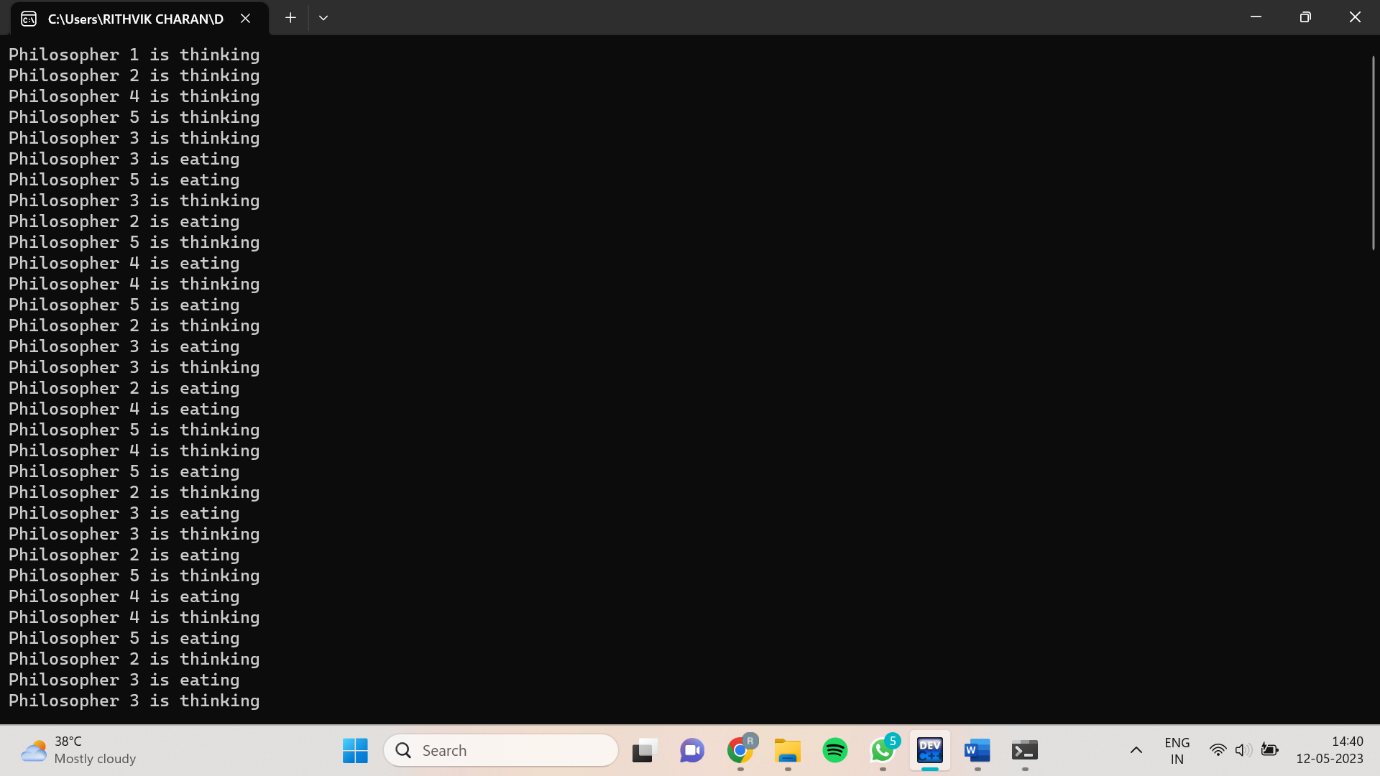 C:\Users\RITHVIK CHARAN\D
Philosopher 1 is thinking
Philosopher 2 is thinking
Philosopher 4 is thinking
Philosopher 5 is thinking
Philosopher 3 is thinking
Philosopher 3 is eating
Philosopher 5 is eating
Philosopher 3 is thinking
Philosopher 2 is eating
Philosopher 5 is thinking
Philosopher 4 is eating
Philosopher 4 is thinking
Philosopher 5 is eating
Philosopher 2 is thinking
Philosopher 3 is eating
Philosopher 3 is thinking
Philosopher 2 is eating
Philosopher 4 is eating
Philosopher 5 is thinking
Philosopher 4 is thinking
Philosopher 5 is eating
Philosopher 2 is thinking
Philosopher 3 is eating
Philosopher 3 is thinking
Philosopher 2 is eating
Philosopher 5 is thinking
Philosopher 4 is eating
Philosopher 4 is thinking
Philosopher 5 is eating
Philosopher 2 is thinking
Philosopher 3 is eating
Philosopher 3 is thinking
38°C
Mostly cloudy
Search
R
5
DEV
C++
W
ENG
IN
14:40
12-05-2023